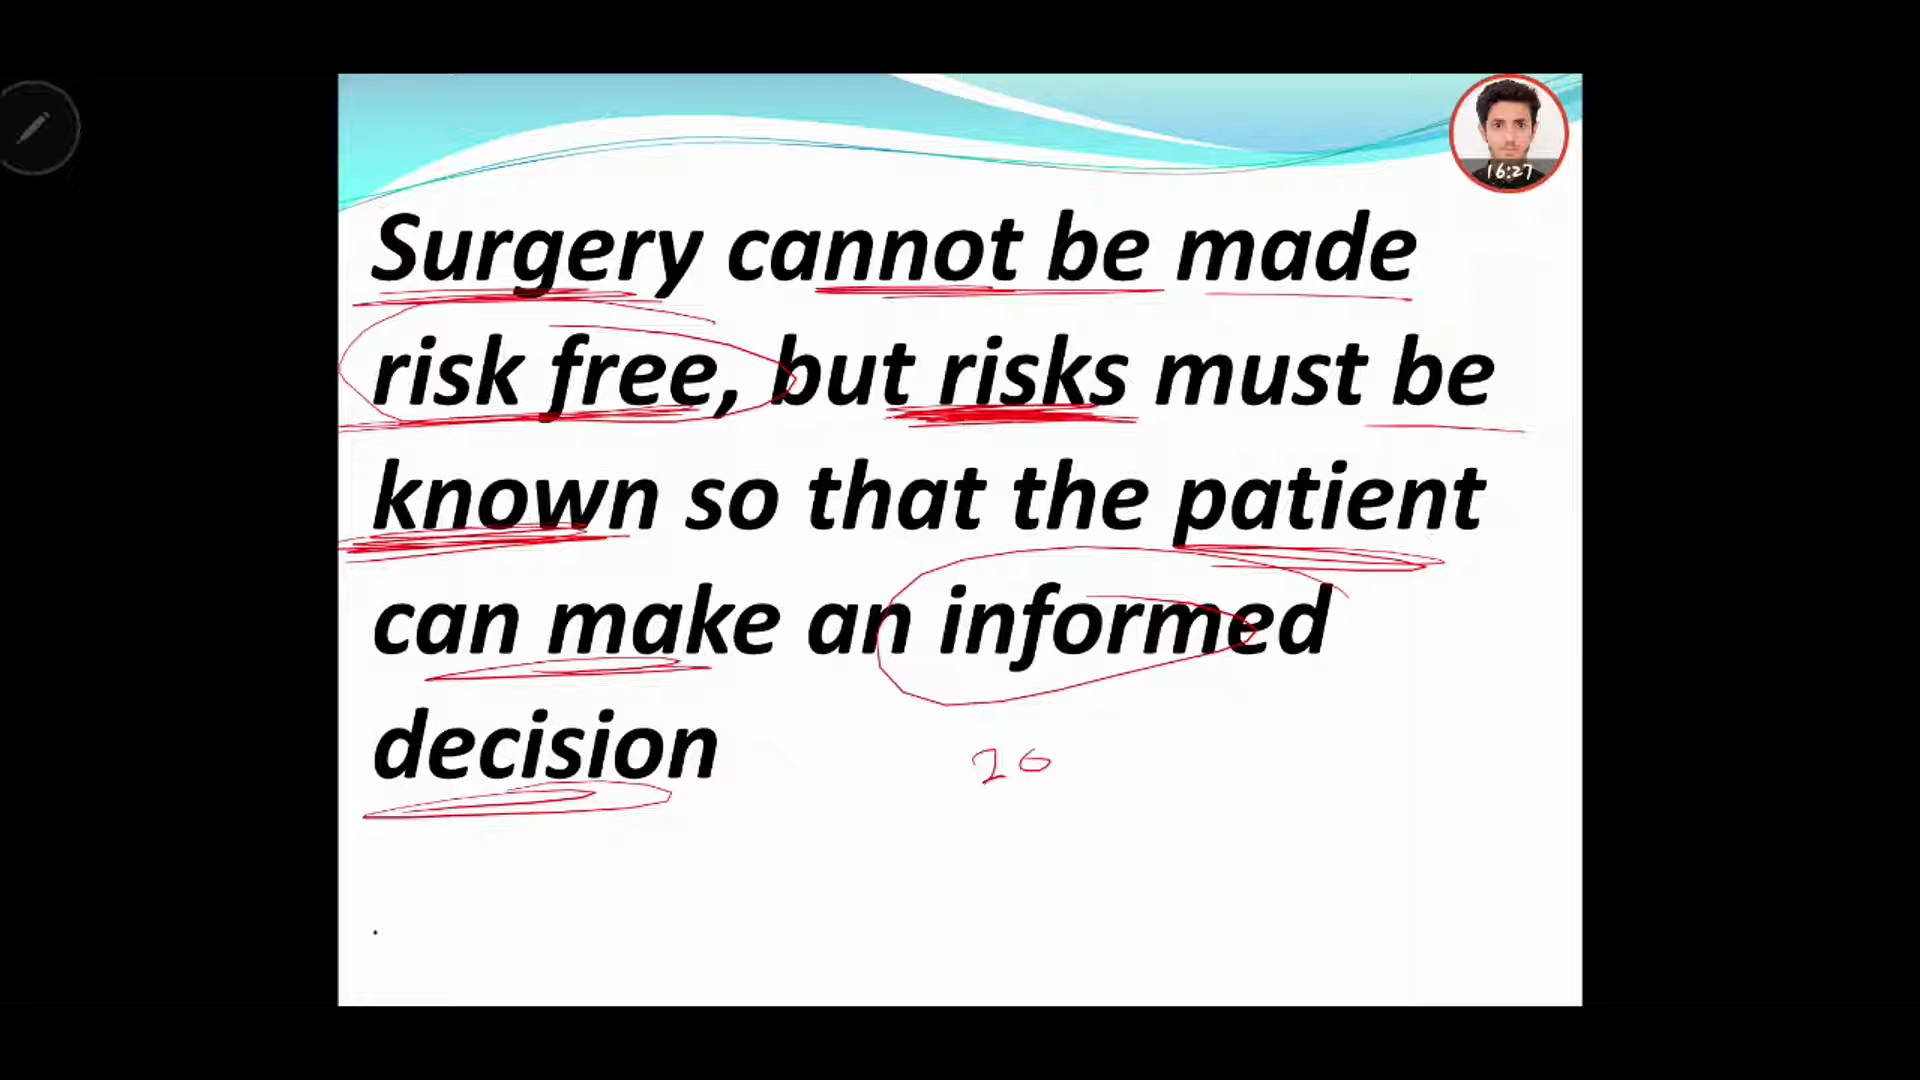 16:27
Surgery cannot be made
risk free, but risks must be
known so that the patient
can make an informed
decision
20
.